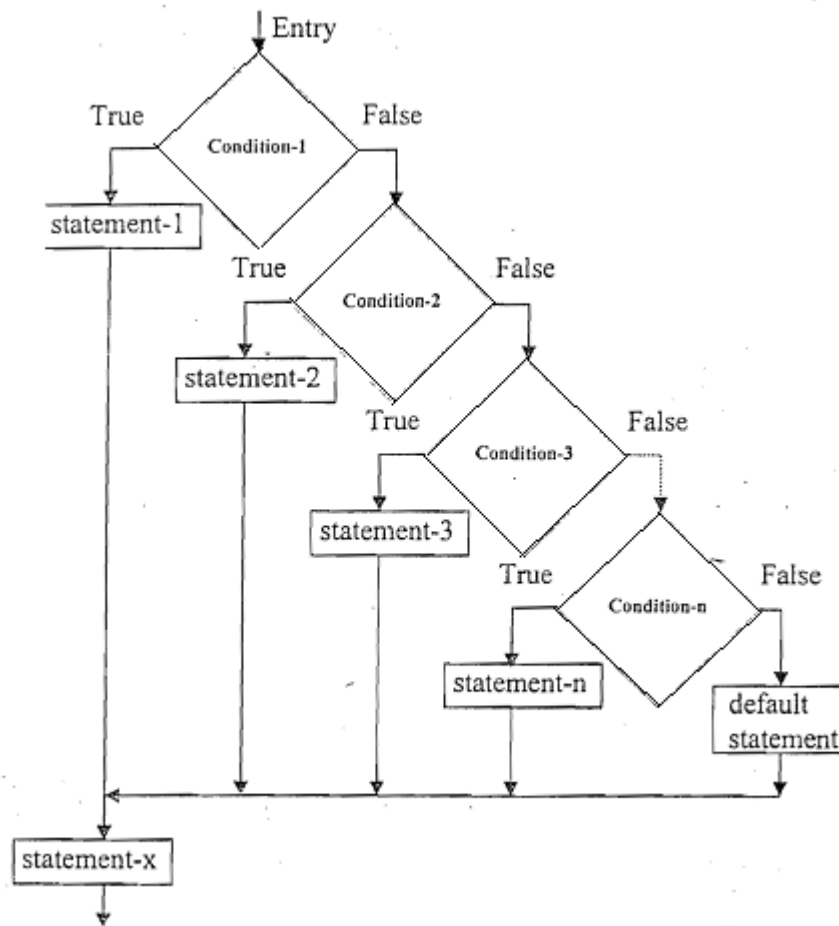 Entry
True
False
Condition-1
statement-1
True
False
Condition-2
statement-2
True
False
Condition-3
statement-3
True
False
Condition-n
statement-n
default
statement
statement-x